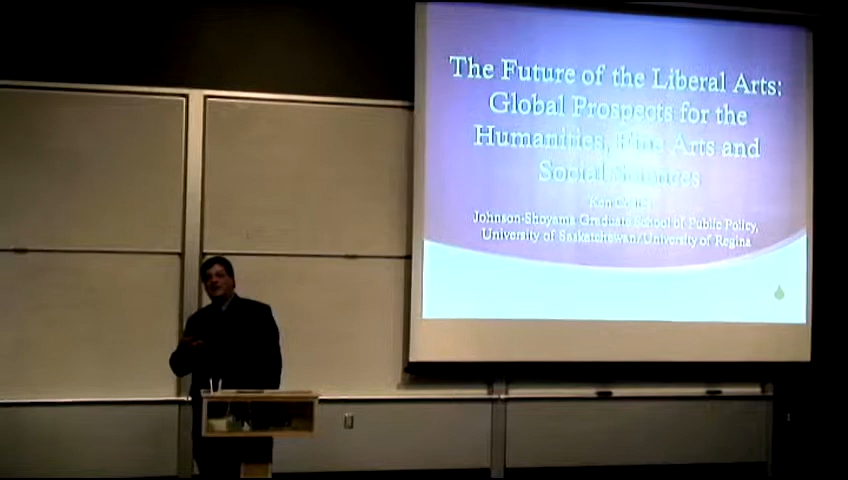 The Future of the Liberal Arts:
Global Prospects for the
Humanities, Fine Arts and
Social Sciences
Ken
Johnson-Shoyama Graduate School of Public Policy,
University of Saskatchewan/University of Regina